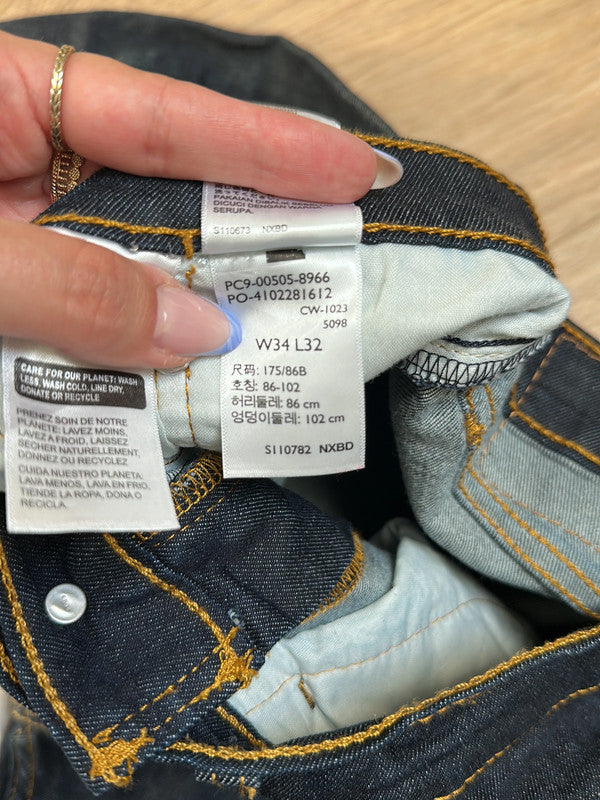 PAKAIAN DIBALIK SEBELUM
DICUCI DENGAN WARNA
SERUPA.
S110673 NXBD
PC9-00505-8966
PO-4102281612
CW-1023
5098
W34 L32
尺码: 175/86B
호칭: 86-102
허리둘레: 86 cm
엉덩이둘레: 102 cm
S110782 NXBD
CARE FOR OUR PLANET: WASH
LESS, WASH COLD, LINE DRY,
DONATE OR RECYCLE
PRENEZ SOIN DE NOTRE
PLANETE: LAVEZ MOINS,
LAVEZ A FROID, LAISSEZ
SECHER NATURELLEMENT,
DONNEZ OU RECYCLEZ
CUIDA NUESTRO PLANETA,
LAVA MENOS, LAVA EN FRIO,
TIENDE LA ROPA, DONA O
RECICLA.